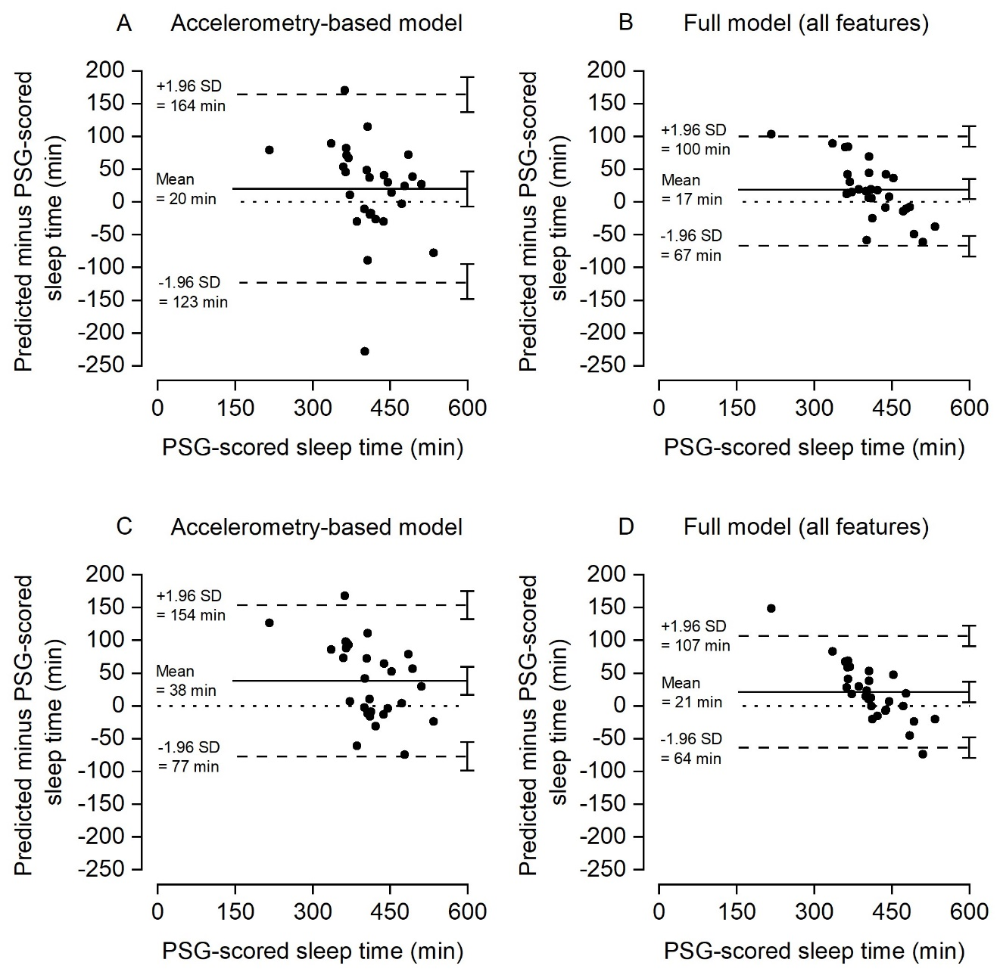 A Accelerometry-based model
Predicted minus PSG-scored
sleep time (min)
200
150
100
50
0
-50
-100
-150
-200
-250
+1.96 SD
= 164 min
Mean
= 20 min
-1.96 SD
= 123 min
0 150 300 450 600
PSG-scored sleep time (min)
B Full model (all features)
Predicted minus PSG-scored
sleep time (min)
200
150
100
50
0
-50
-100
-150
-200
-250
+1.96 SD
= 100 min
Mean
= 17 min
-1.96 SD
= 67 min
0 150 300 450 600
PSG-scored sleep time (min)
C Accelerometry-based model
Predicted minus PSG-scored
sleep time (min)
200
150
100
50
0
-50
-100
-150
-200
-250
+1.96 SD
= 154 min
Mean
= 38 min
-1.96 SD
= 77 min
0 150 300 450 600
PSG-scored sleep time (min)
D Full model (all features)
Predicted minus PSG-scored
sleep time (min)
200
150
100
50
0
-50
-100
-150
-200
-250
+1.96 SD
= 107 min
Mean
= 21 min
-1.96 SD
= 64 min
0 150 300 450 600
PSG-scored sleep time (min)